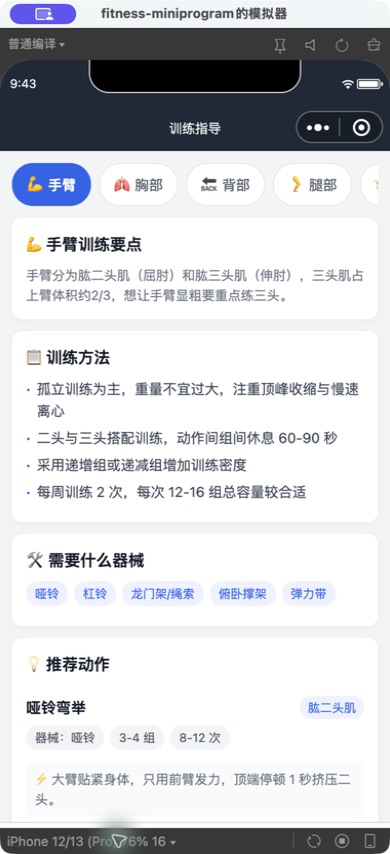 fitness-miniprogram的模拟器
普通编译
9:43
训练指导
手臂
胸部
BACK
背部
腿部
手臂训练要点
手臂分为肱二头肌（屈肘）和肱三头肌（伸肘），三头肌占
上臂体积约2/3，想让手臂显粗要重点练三头。
训练方法
· 孤立训练为主，重量不宜过大，注重顶峰收缩与慢速
离心
· 二头与三头搭配训练，动作间组间休息 60-90 秒
· 采用递增组或递减组增加训练密度
· 每周训练 2 次，每次 12-16 组总容量较合适
需要什么器械
哑铃
杠铃
龙门架/绳索
俯卧撑架
弹力带
推荐动作
哑铃弯举
肱二头肌
器械：哑铃
3-4 组
8-12 次
大臂贴紧身体，只用前臂发力，顶端停顿 1 秒挤压二
头。
iPhone 12/13 (Pro 6% 16